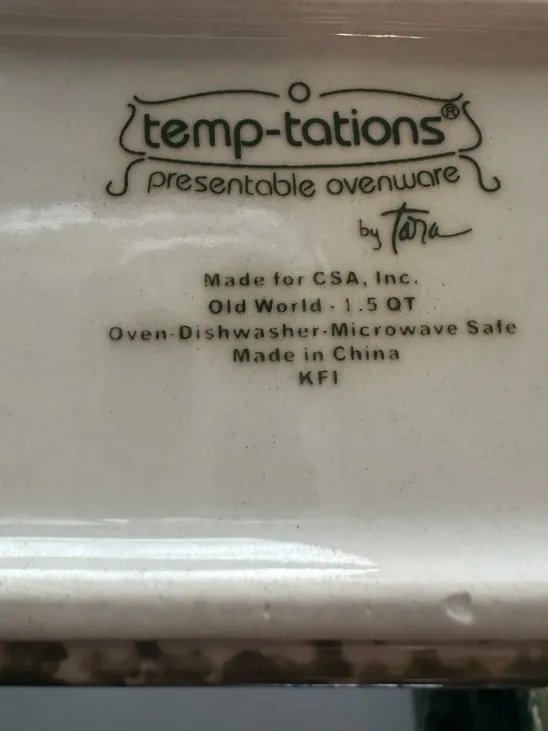 temp-tations®
presentable ovenware
by Tara
Made for CSA, Inc.
Old World - 1.5 QT
Oven-Dishwasher-Microwave Safe
Made in China
KFI